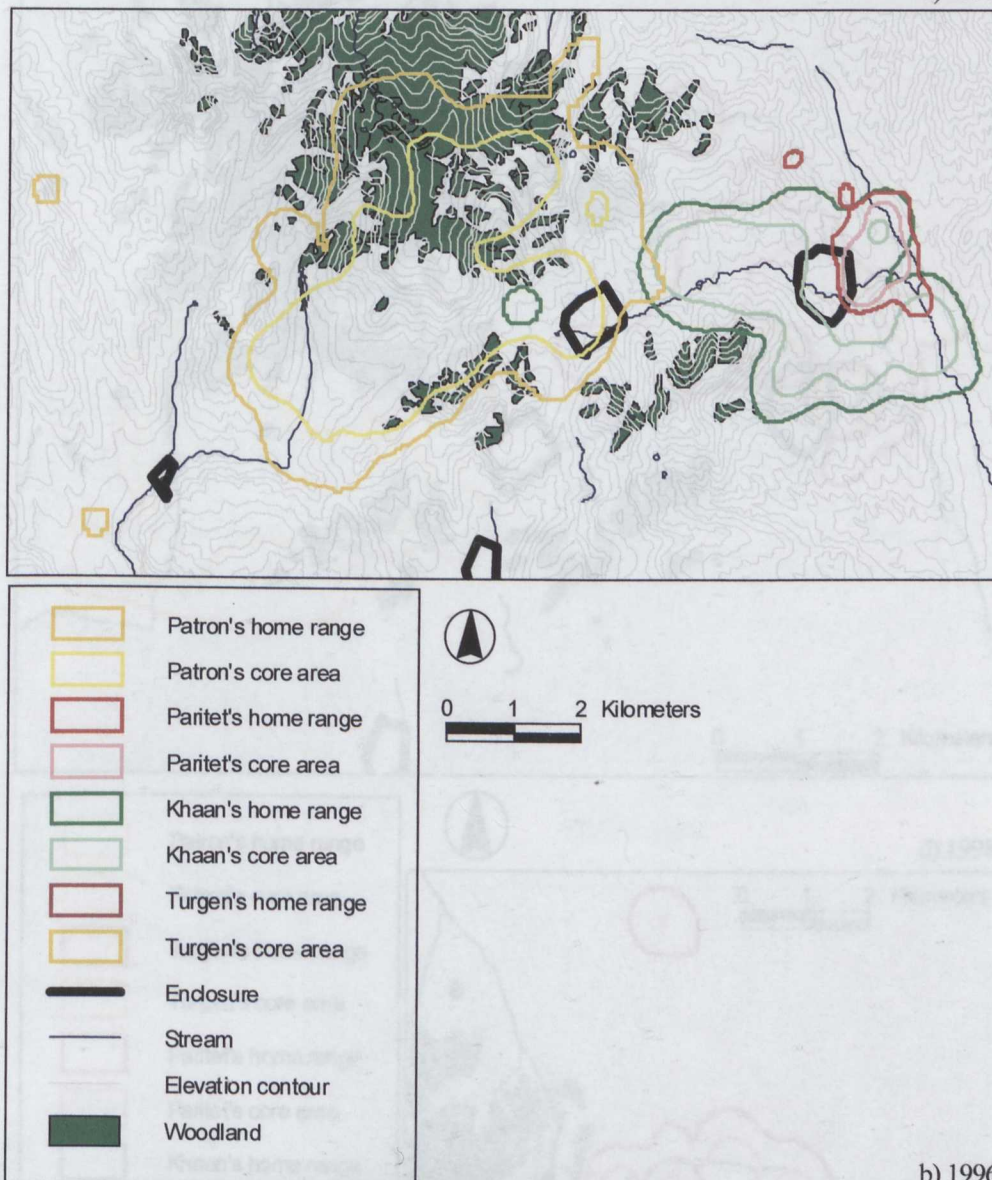 Patron's home range
Patron's core area
Paritet's home range
Paritet's core area
Khaan's home range
Khaan's core area
Turgen's home range
Turgen's core area
Enclosure
Stream
Elevation contour
Woodland
0 1 2 Kilometers
b) 1996